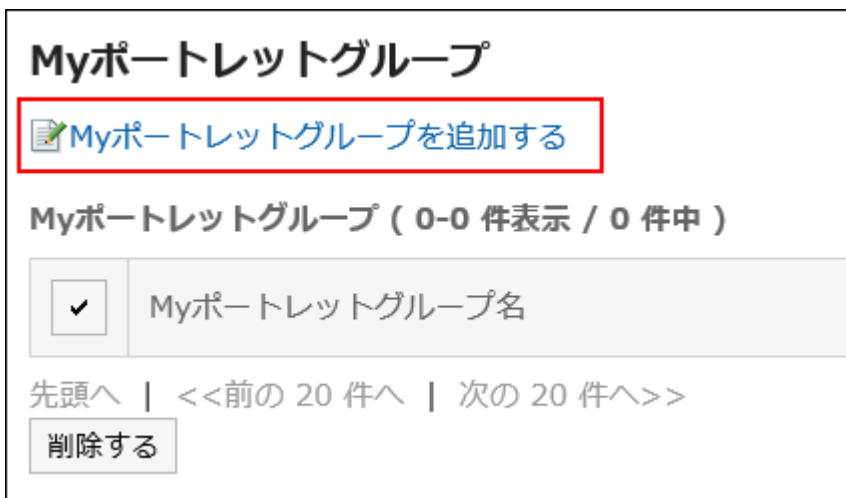 Myポートレットグループ
Myポートレットグループを追加する
Myポートレットグループ ( 0-0 件表示 / 0 件中 )
Myポートレットグループ名
先頭へ | <<前の 20 件へ | 次の 20 件へ>>
削除する